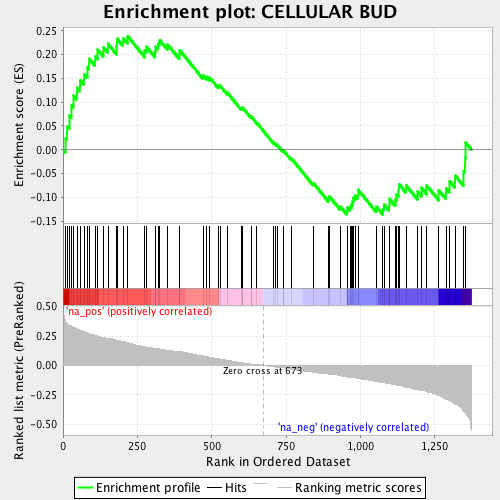 Enrichment plot: CELLULAR BUD
Enrichment score (ES)
0.25
0.20
0.15
0.10
0.05
0.00
-0.05
-0.10
-0.15
'na_pos' (positively correlated)
Ranked list metric (PreRanked)
0.50
0.25
0.00
-0.25
-0.50
Zero cross at 673
'na_neg' (negatively correlated)
0
250
500
750
1,000
1,250
Rank in Ordered Dataset
Enrichment profile
Hits
Ranking metric scores